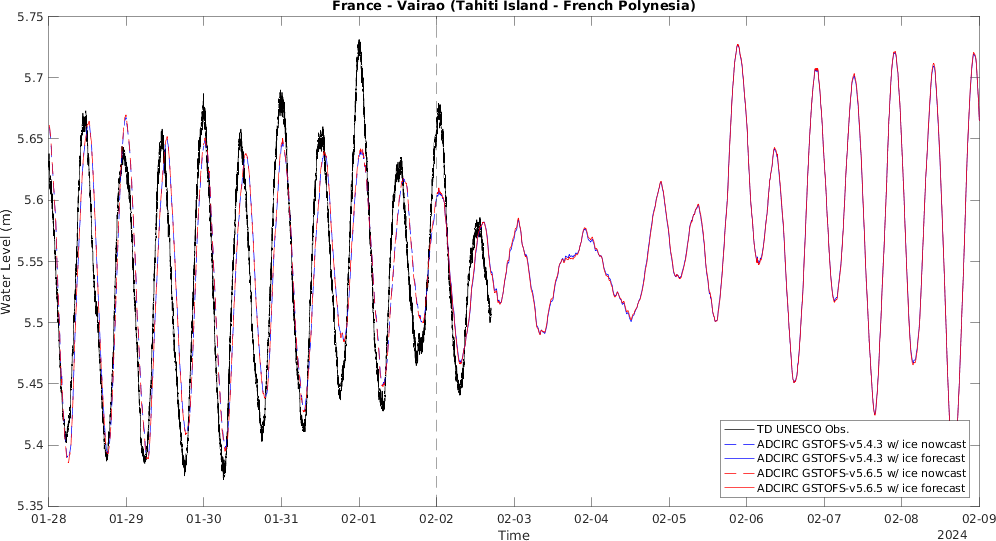 France - Vairao (Tahiti Island - French Polynesia)
5.75
5.7
5.65
5.6
5.55
5.5
5.45
5.4
5.35
Water Level (m)
TD UNESCO Obs.
ADCIRC GSTOFS-v5.4.3 w/ ice nowcast
ADCIRC GSTOFS-v5.4.3 w/ ice forecast
ADCIRC GSTOFS-v5.6.5 w/ ice nowcast
ADCIRC GSTOFS-v5.6.5 w/ ice forecast
01-28 01-29 01-30 01-31 02-01 02-02 02-03 02-04 02-05 02-06 02-07 02-08 02-09
Time
2024